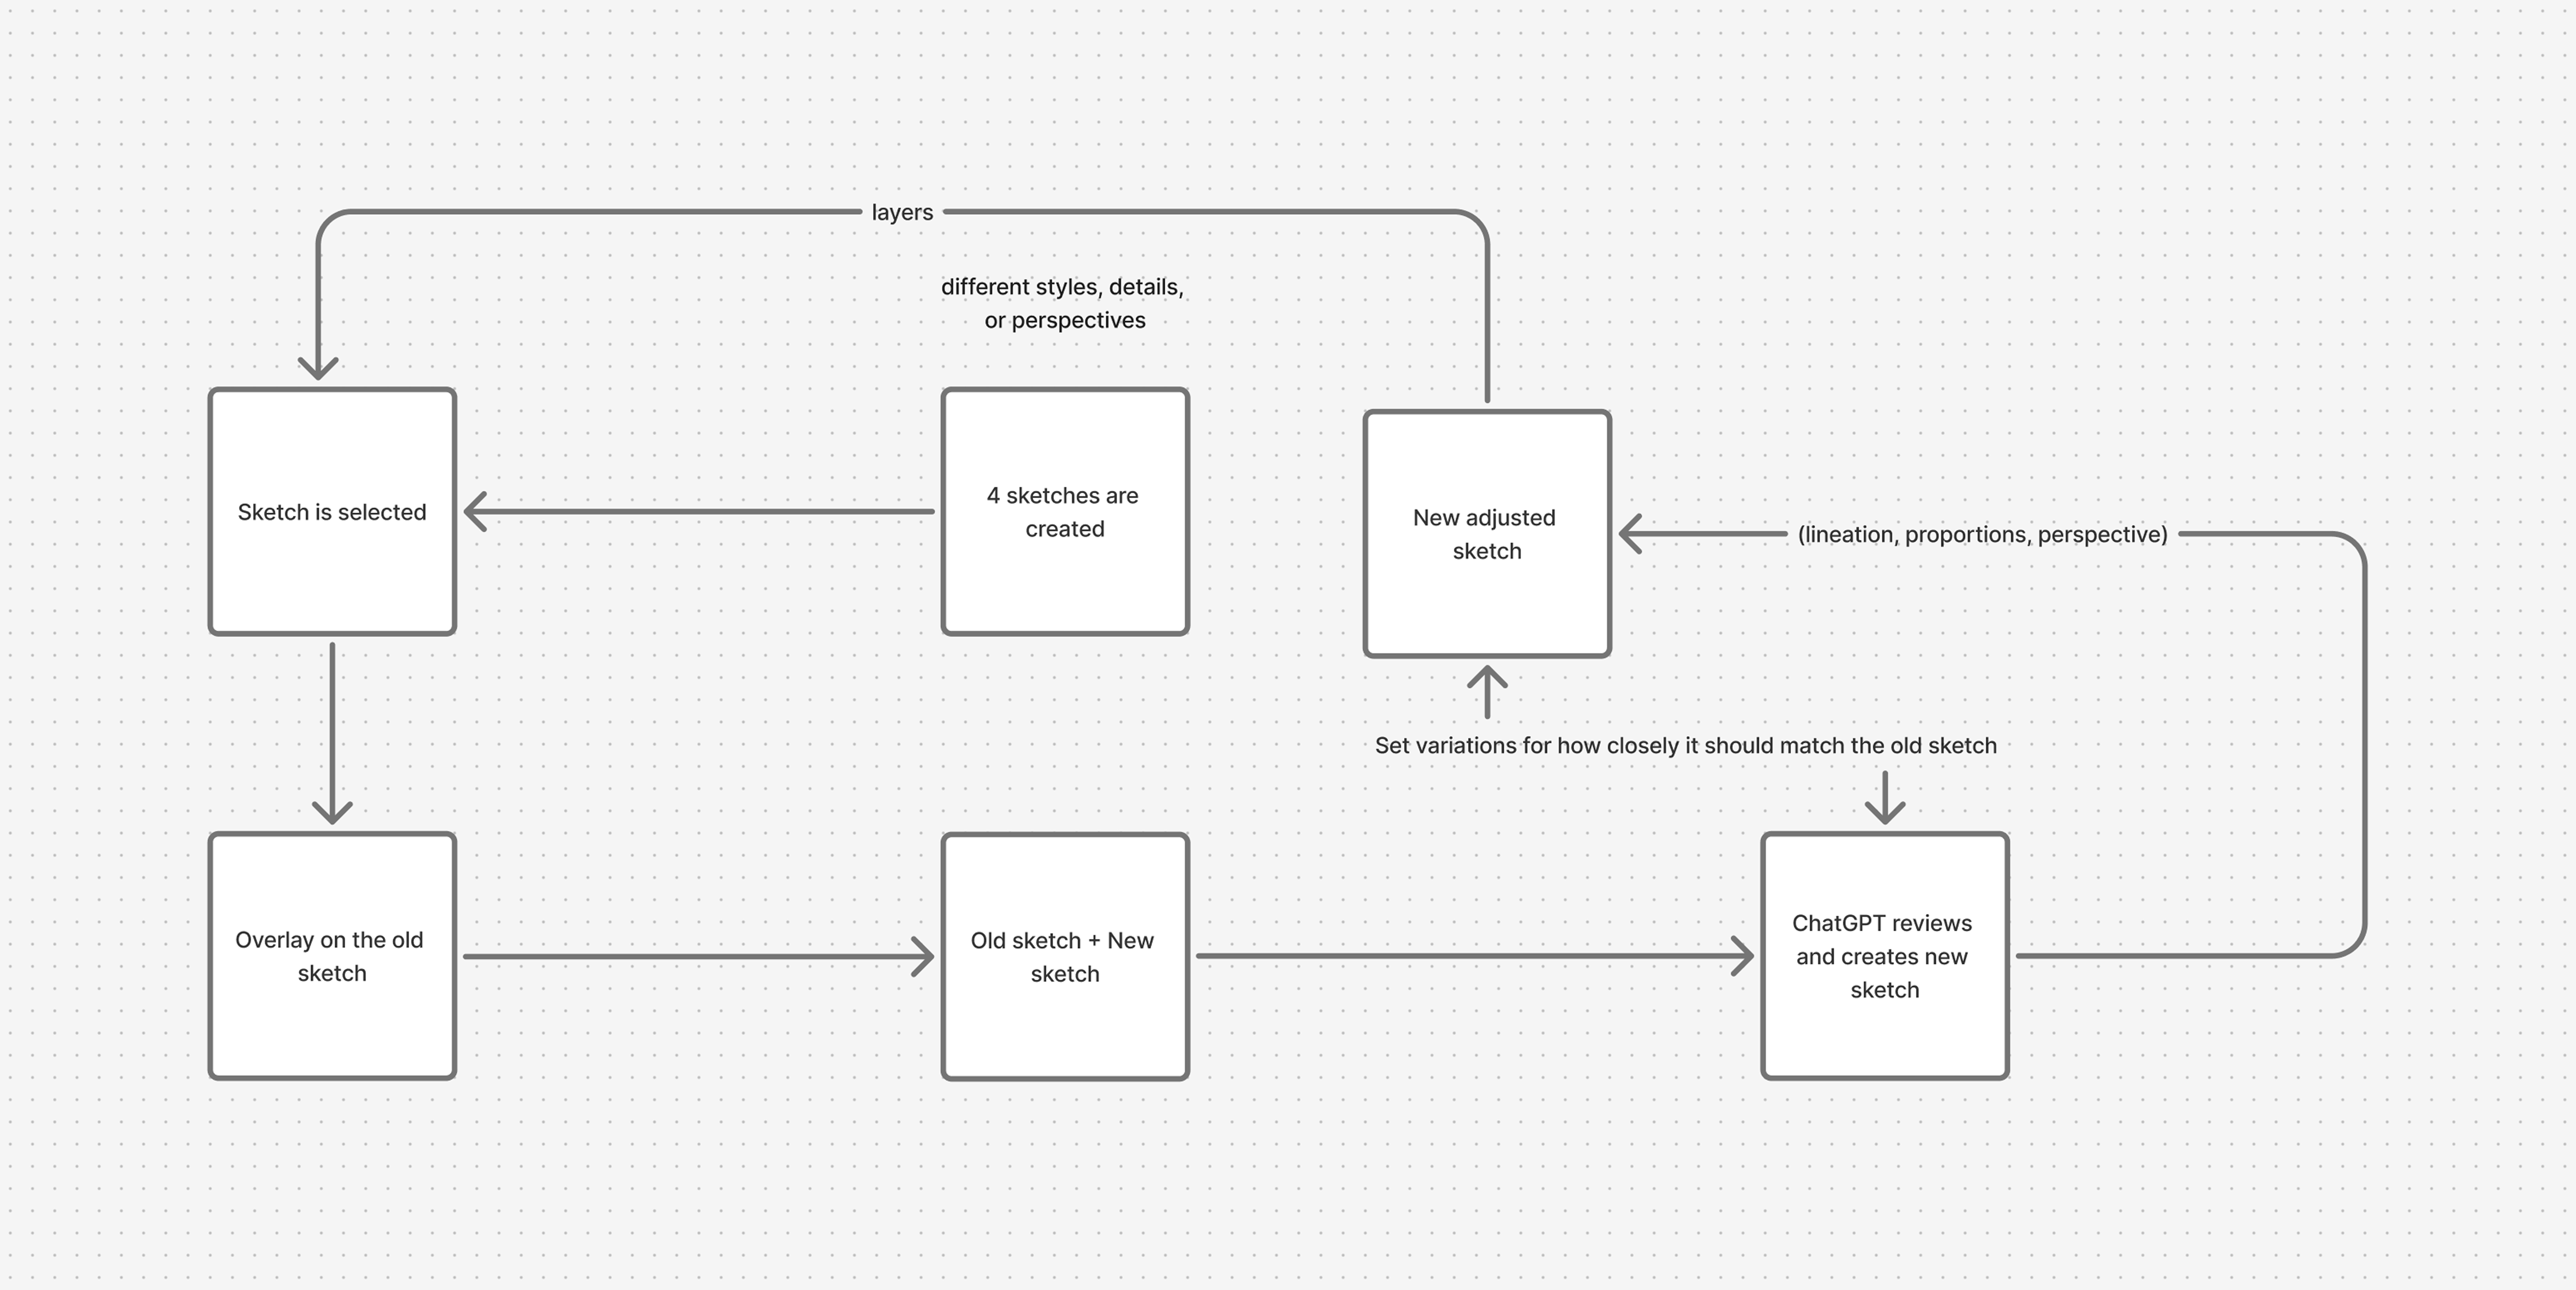 layers
different styles, details,
or perspectives
Sketch is selected
4 sketches are
created
New adjusted
sketch
(lineation, proportions, perspective)
Set variations for how closely it should match the old sketch
Overlay on the old
sketch
Old sketch + New
sketch
ChatGPT reviews
and creates new
sketch